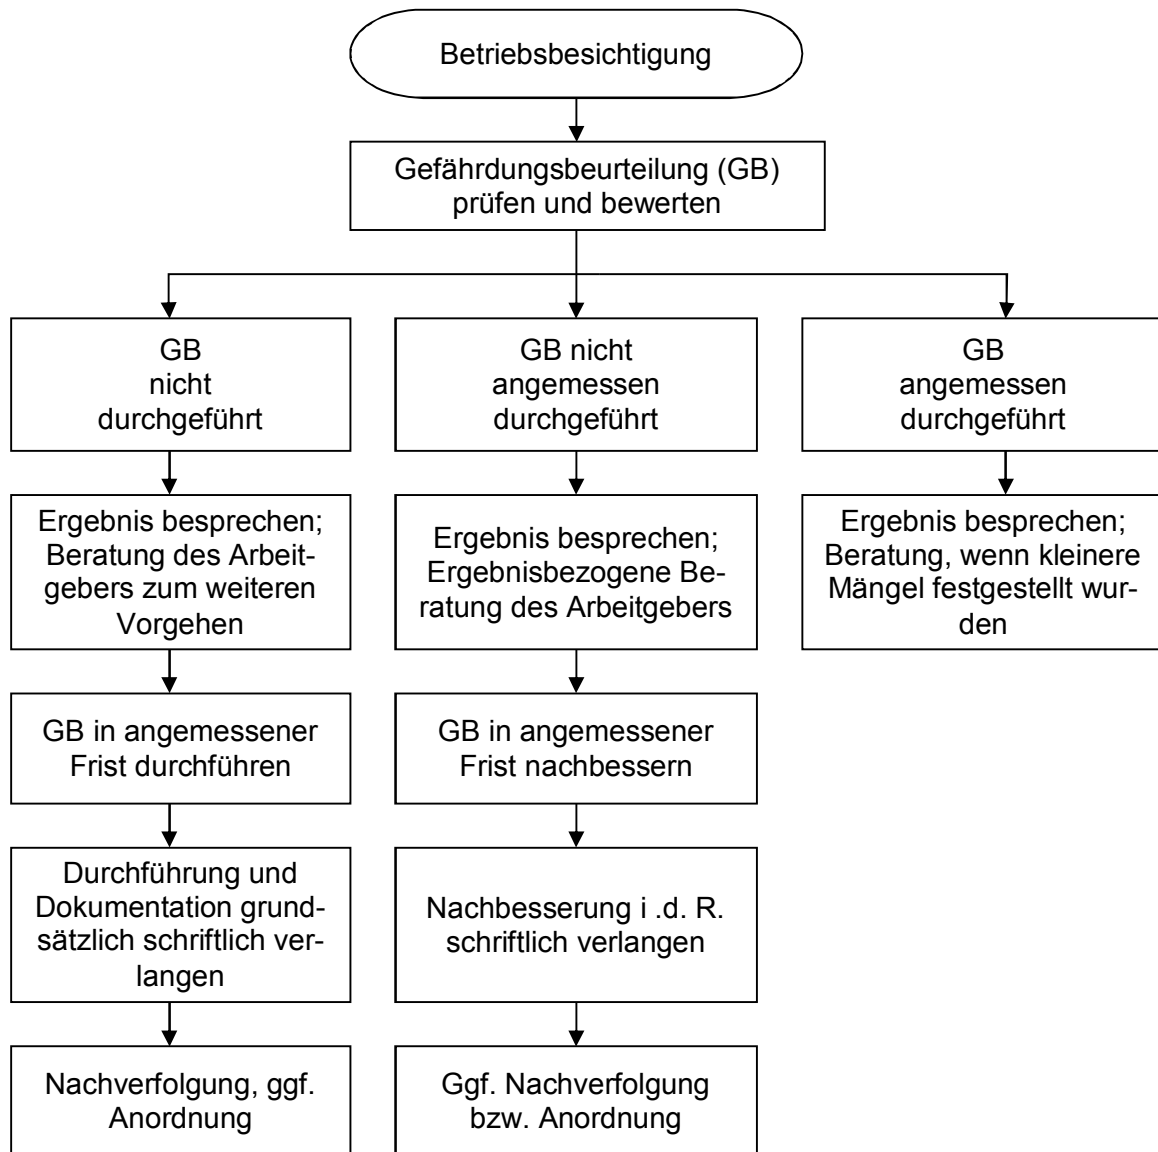 Betriebsbesichtigung
Gefährdungsbeurteilung (GB)
prüfen und bewerten
GB
nicht
durchgeführt
GB nicht
angemessen
durchgeführt
GB
angemessen
durchgeführt
Ergebnis besprechen;
Beratung des Arbeit-
gebers zum weiteren
Vorgehen
Ergebnis besprechen;
Ergebnisbezogene Be-
ratung des Arbeitgebers
Ergebnis besprechen;
Beratung, wenn kleinere
Mängel festgestellt wur-
den
GB in angemessener
Frist durchführen
GB in angemessener
Frist nachbessern
Durchführung und
Dokumentation grund-
sätzlich schriftlich ver-
langen
Nachbesserung i .d. R.
schriftlich verlangen
Nachverfolgung, ggf.
Anordnung
Ggf. Nachverfolgung
bzw. Anordnung